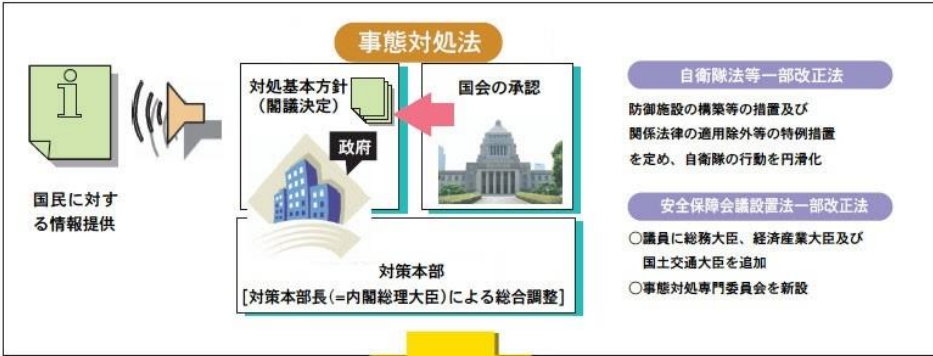 事態対処法
対処基本方針
(閣議決定)
政府
国会の承認
国民に対す
る情報提供
対策本部
[対策本部長(=内閣総理大臣)による総合調整]
自衛隊法等一部改正法
防御施設の構築等の措置及び
関係法律の適用除外等の特例措置
を定め、自衛隊の行動を円滑化
安全保障会議設置法一部改正法
○議員に総務大臣、経済産業大臣及び
国土交通大臣を追加
○事態対処専門委員会を新設